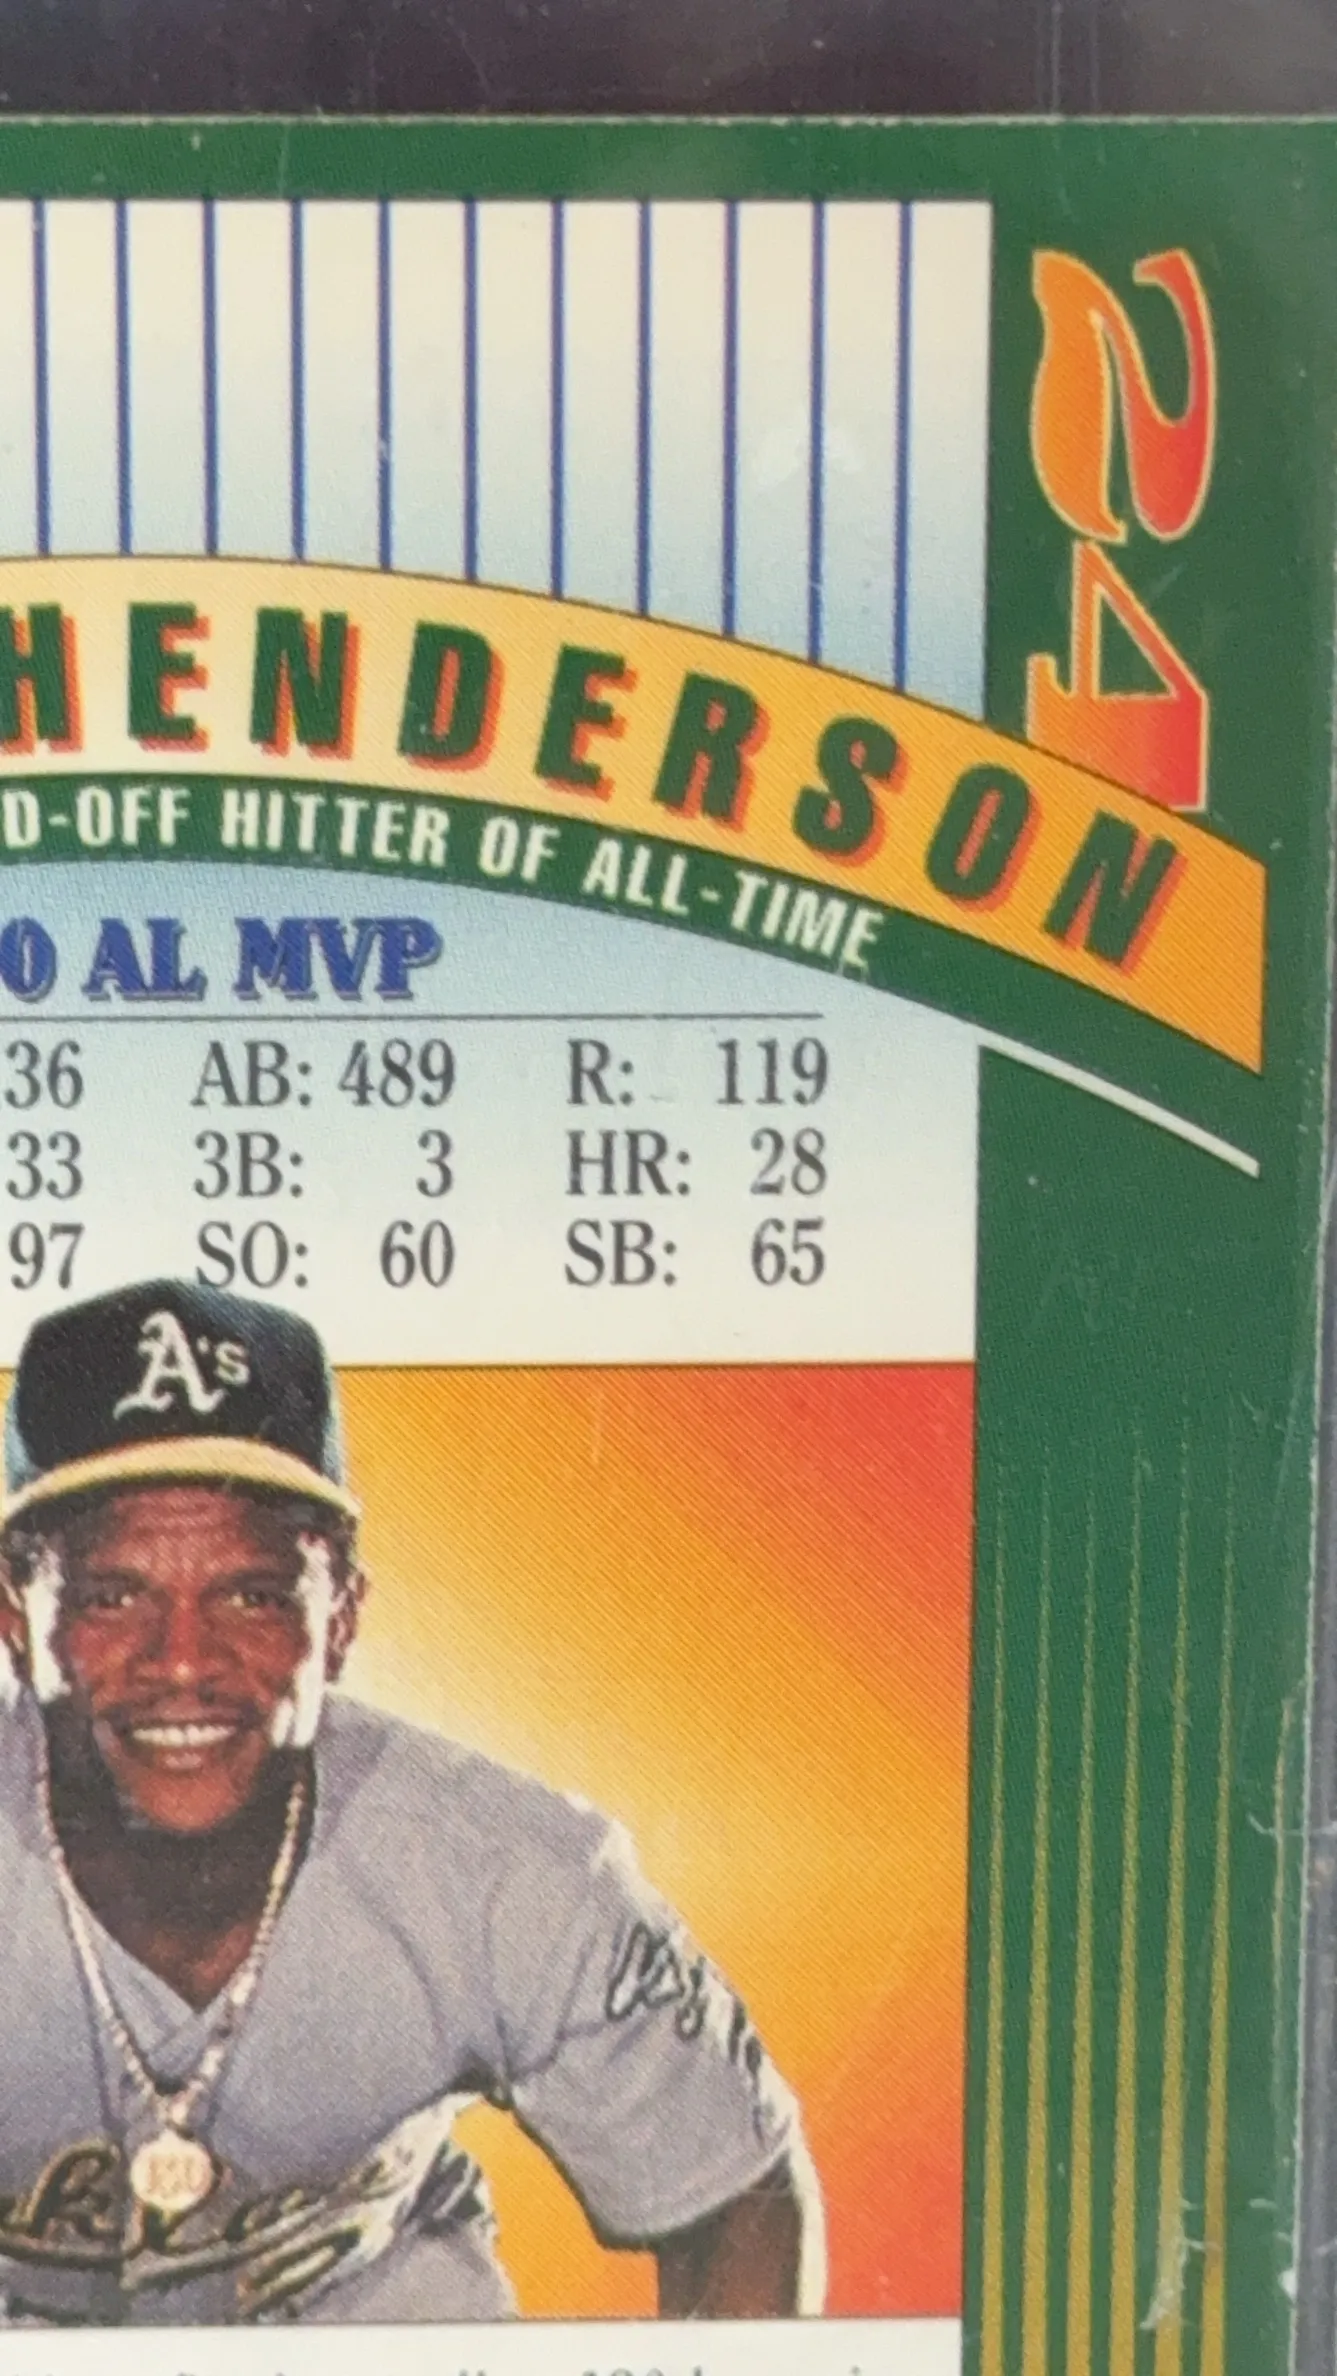 24
HENDERSON
D-OFF HITTER OF ALL-TIME
0 AL MVP
36 AB: 489 R: 119
33 3B: 3 HR: 28
97 SO: 60 SB: 65
A's